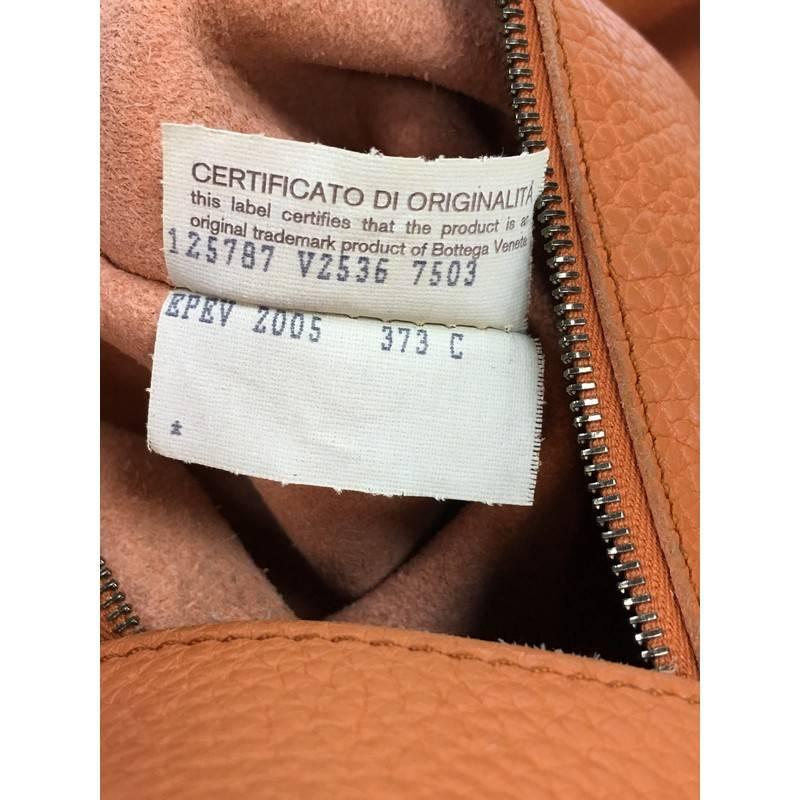 CERTIFICATO DI ORIGINALITÀ
this label certifies that the product is an
original trademark product of Bottega Veneta
125787 V2536 7503
EPEV 2005 373 C